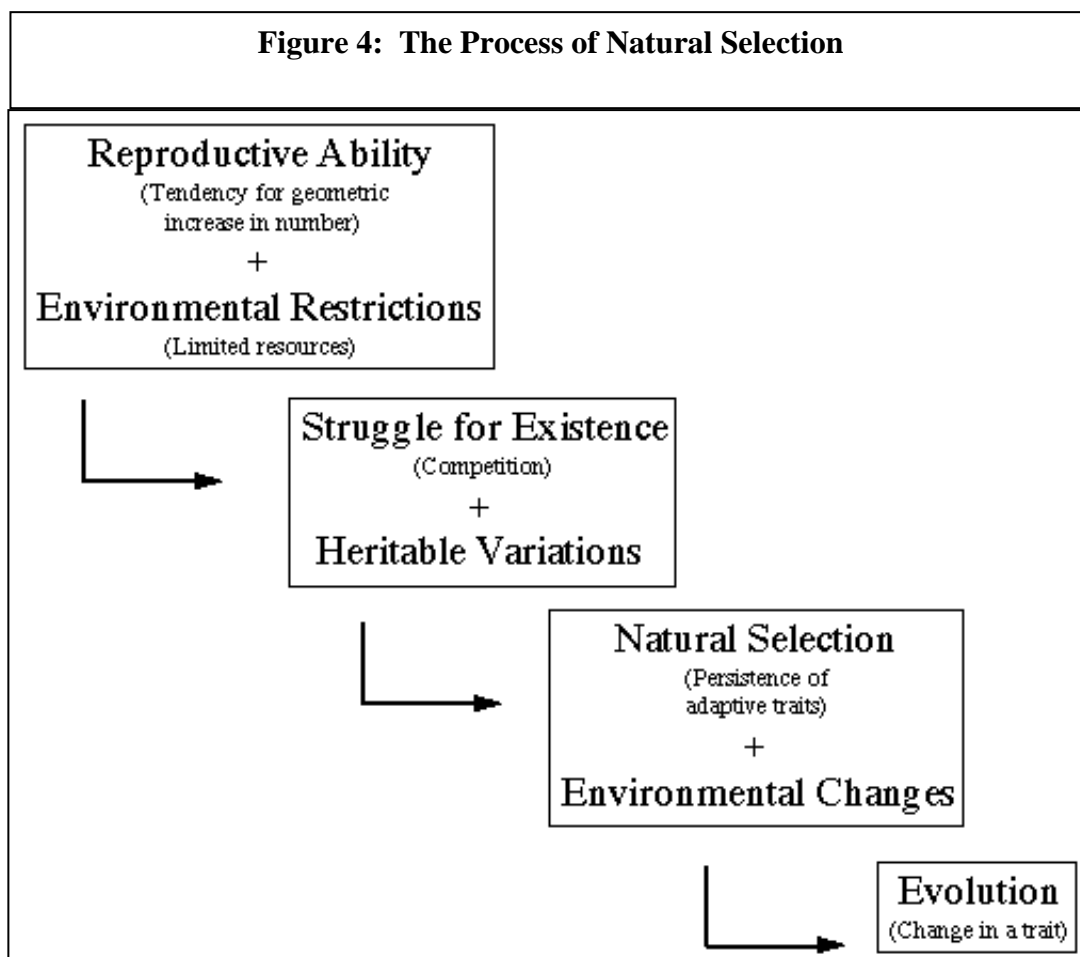 Figure 4:  The Process of Natural Selection
Reproductive Ability
(Tendency for geometric
increase in number)
+
Environmental Restrictions
(Limited resources)
Struggle for Existence
(Competition)
+
Heritable Variations
Natural Selection
(Persistence of
adaptive traits)
+
Environmental Changes
Evolution
(Change in a trait)